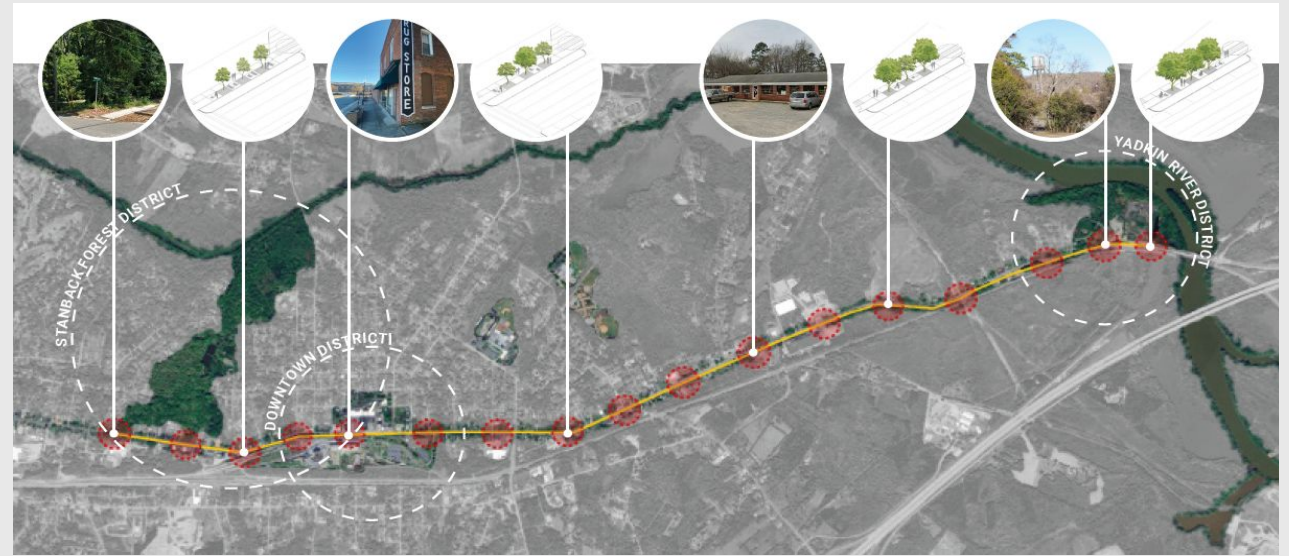 RUG STORE
STANBACK FOREST DISTRICT
DOWNTOWN DISTRICT
YADKIN RIVER DISTRICT